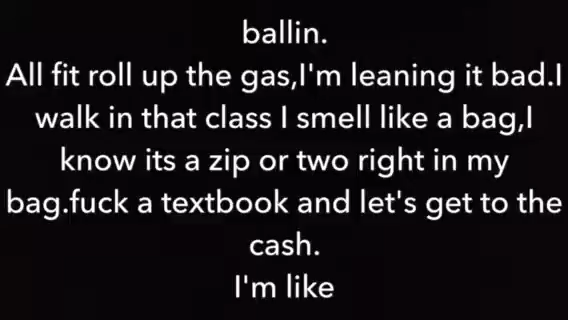 ballin.
All fit roll up the gas,I'm leaning it bad.I
walk in that class I smell like a bag,I
know its a zip or two right in my
bag.fuck a textbook and let's get to the
cash.
I'm like